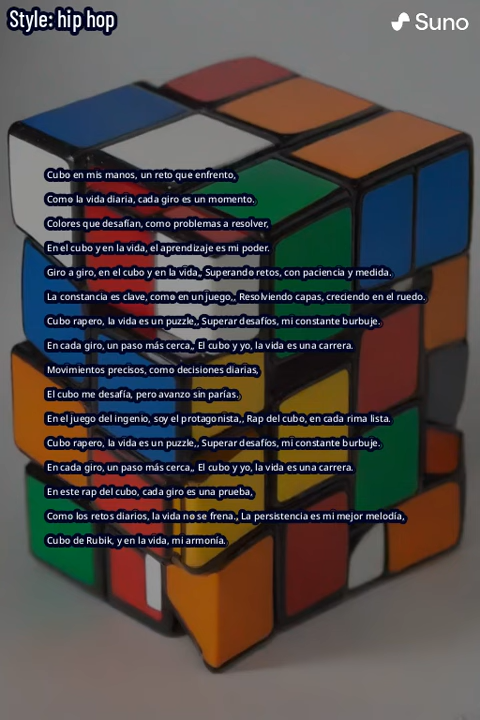 Style: hip hop
Suno
Cubo en mis manos, un reto que enfrento,
Como la vida diaria, cada giro es un momento.
Colores que desafían, como problemas a resolver,
En el cubo y en la vida, el aprendizaje es mi poder.
Giro a giro, en el cubo y en la vida,, Superando retos, con paciencia y medida.
La constancia es clave, como en un juego,, Resolviendo capas, creciendo en el ruedo.
Cubo rapero, la vida es un puzzle,, Superar desafíos, mi constante burbuje.
En cada giro, un paso más cerca,, El cubo y yo, la vida es una carrera.
Movimientos precisos, como decisiones diarias,
El cubo me desafía, pero avanzo sin parías.
En el juego del ingenio, soy el protagonista,, Rap del cubo, en cada rima lista.
Cubo rapero, la vida es un puzzle,, Superar desafíos, mi constante burbuje.
En cada giro, un paso más cerca,, El cubo y yo, la vida es una carrera.
En este rap del cubo, cada giro es una prueba,
Como los retos diarios, la vida no se frena., La persistencia es mi mejor melodía,
Cubo de Rubik, y en la vida, mi armonía.